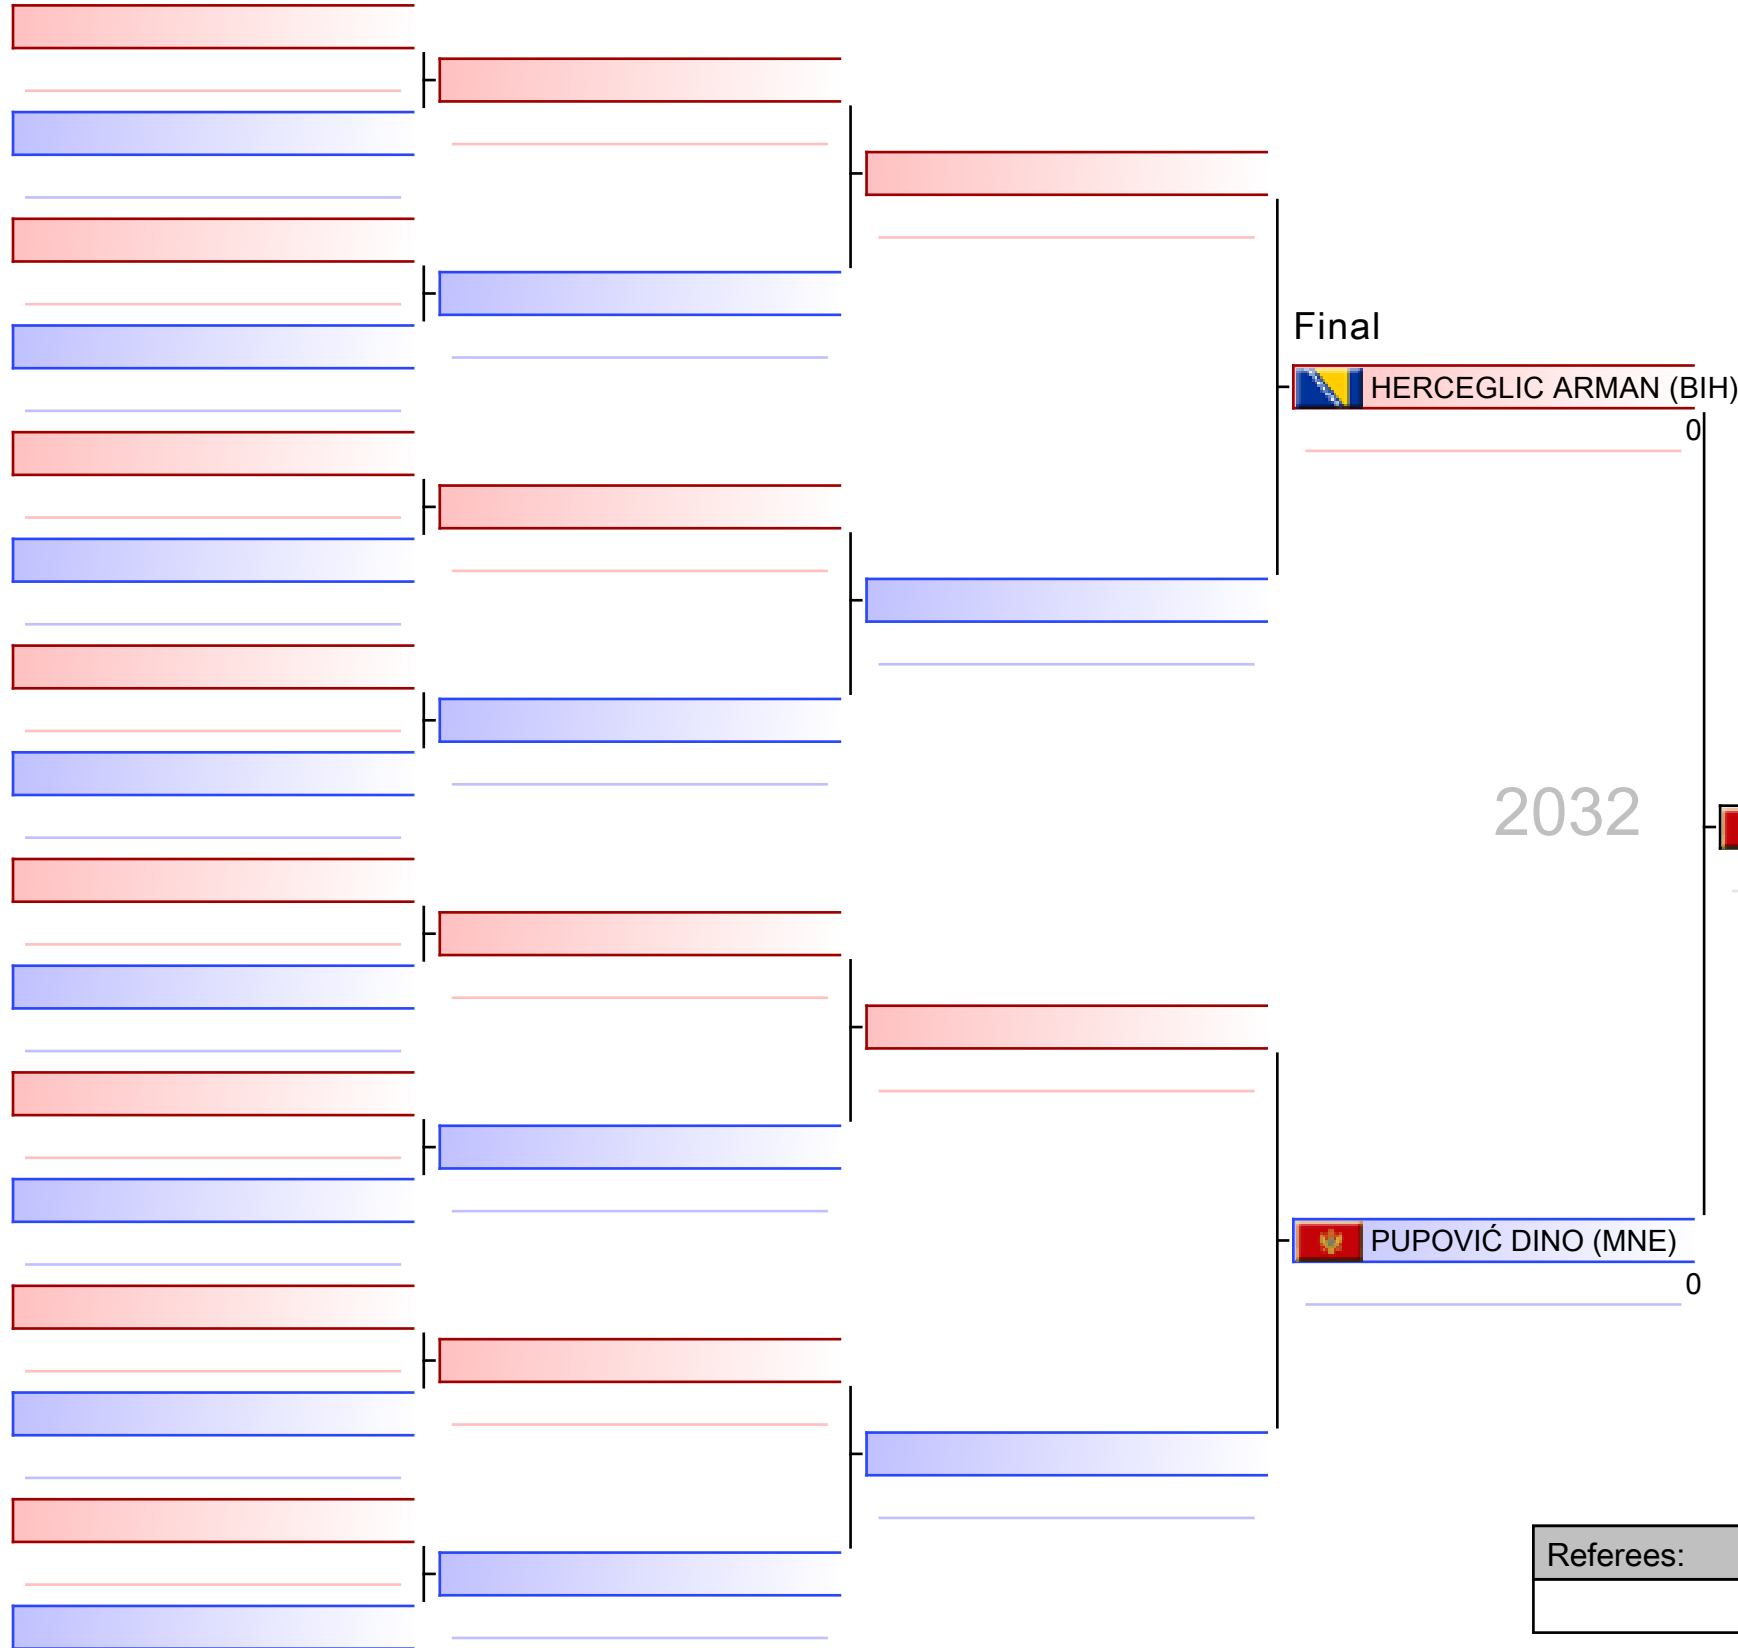 Final
HERCEGLIC ARMAN (BIH)
0
2032
PUPOVIĆ DINO (MNE)
0
Referees: